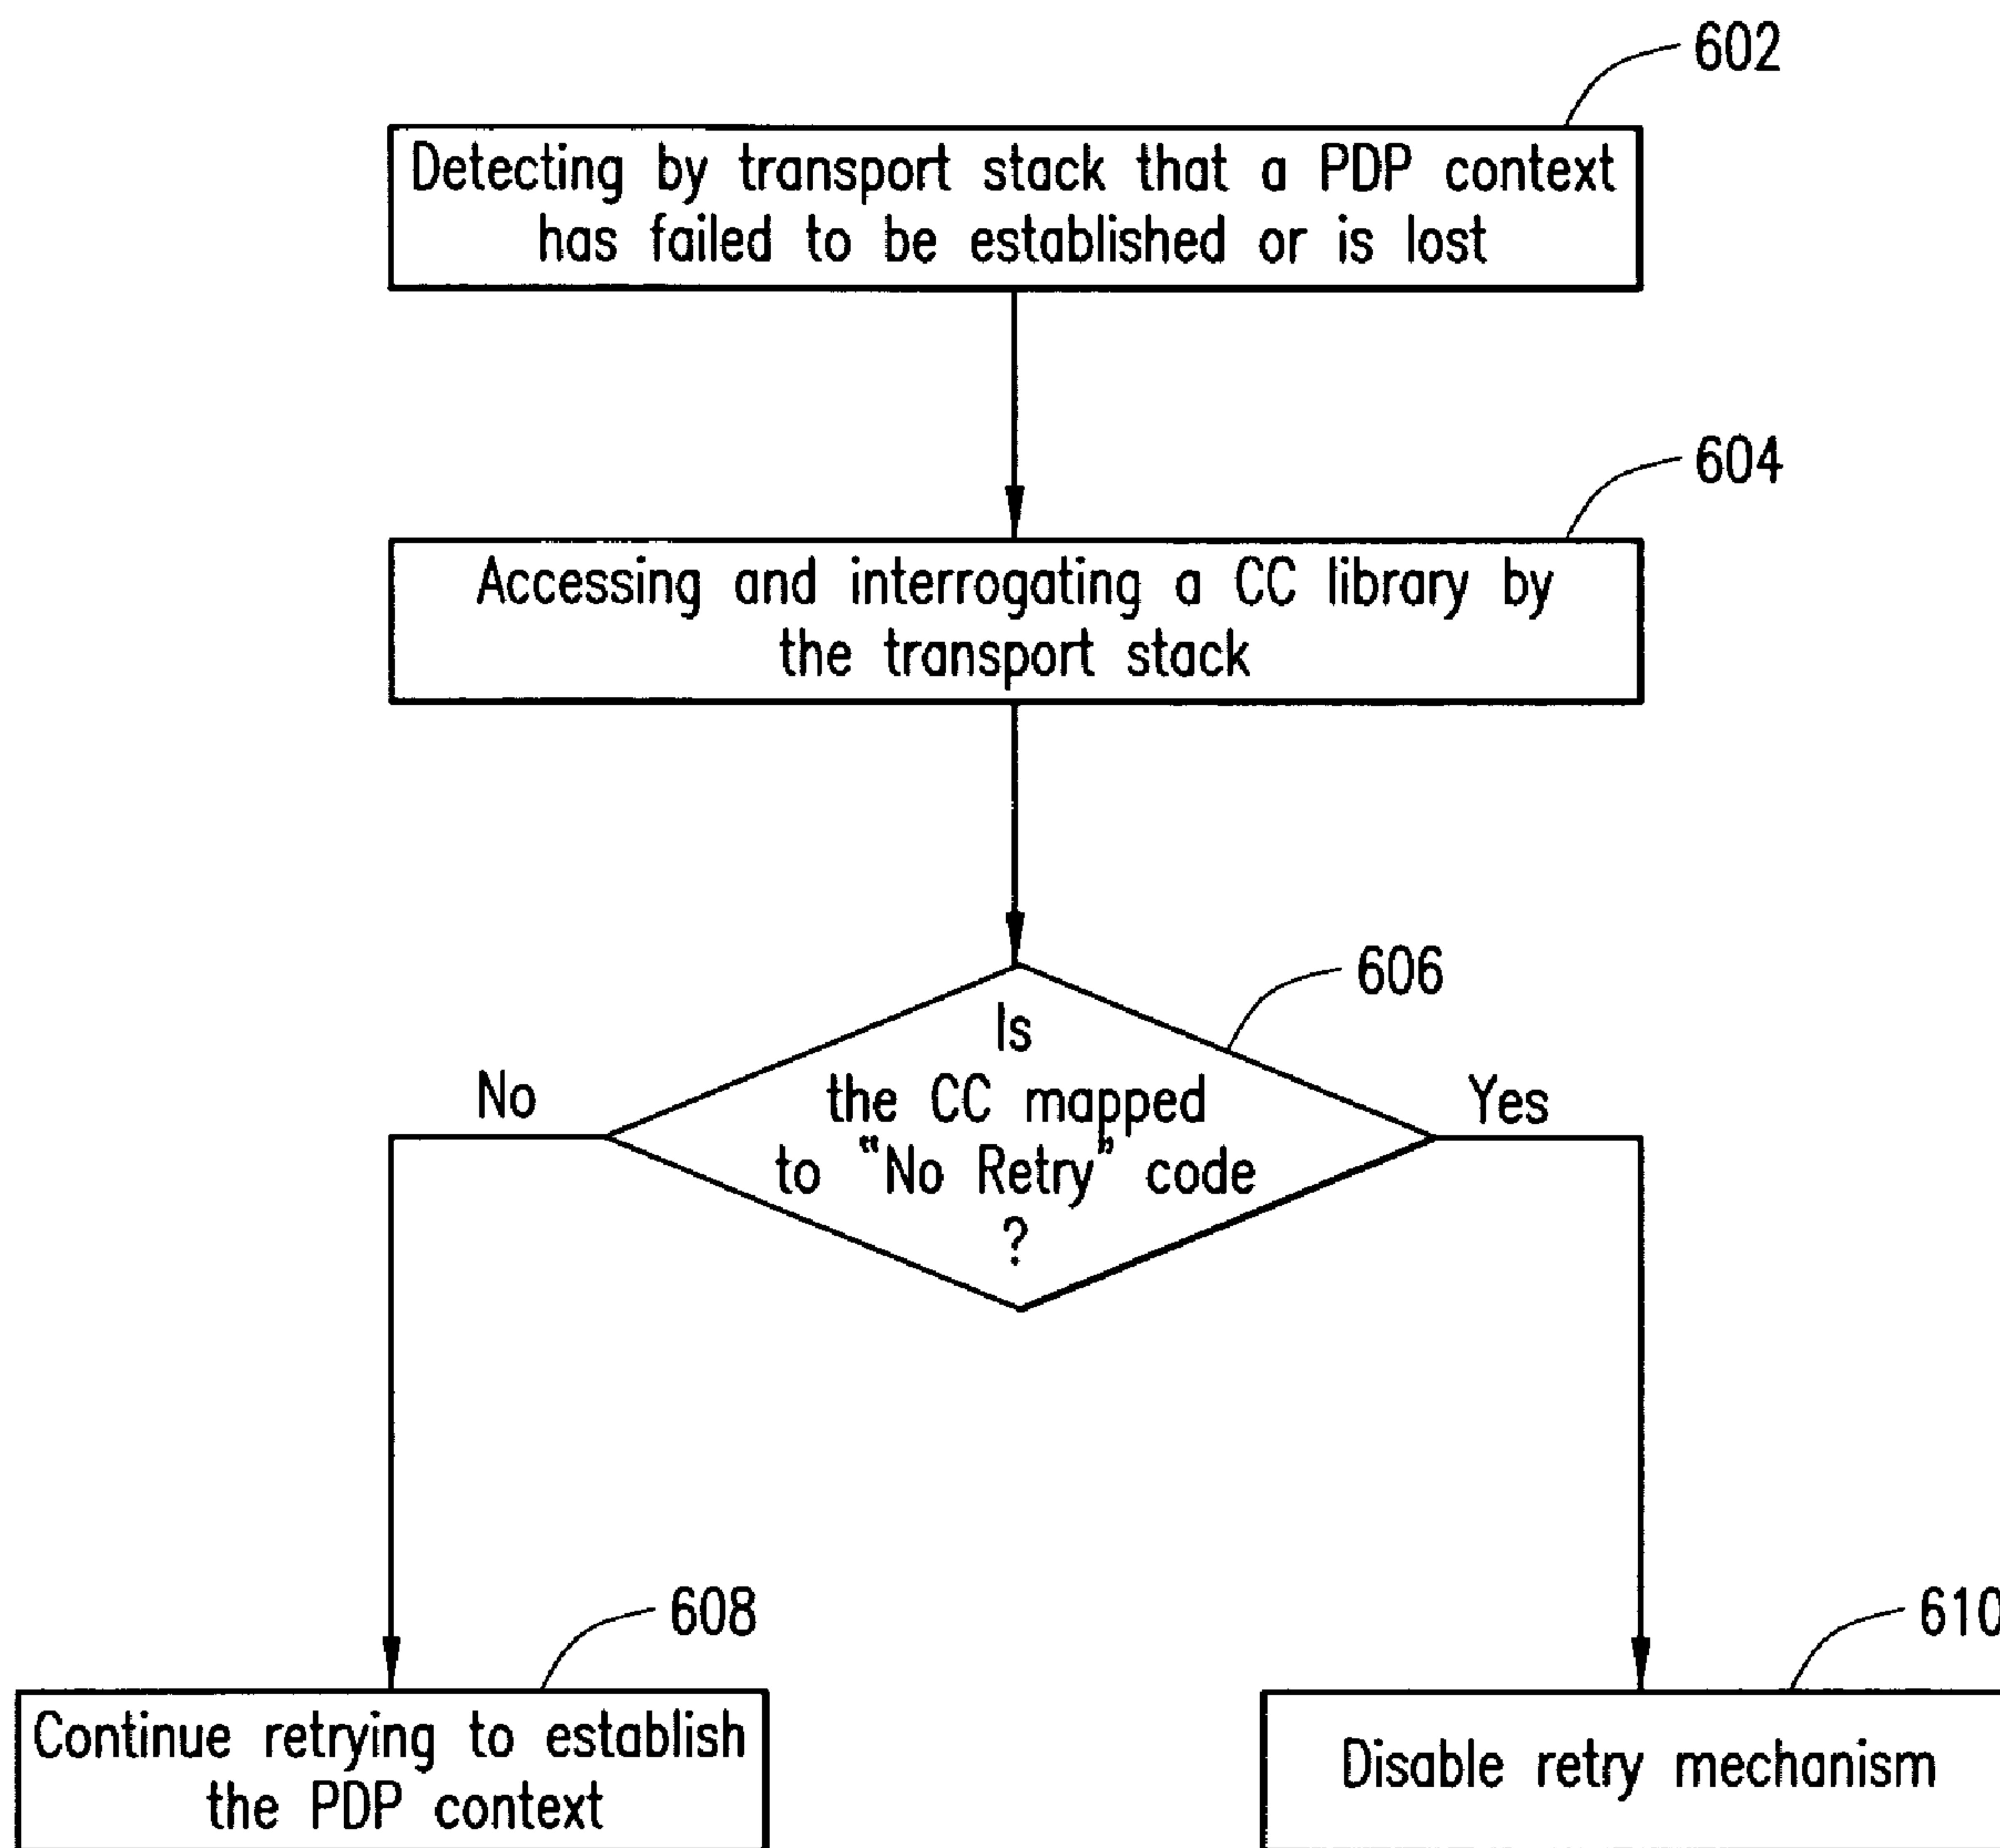 602
Detecting by transport stack that a PDP context
has failed to be established or is lost
604
Accessing and interrogating a CC library by
the transport stack
606
Is
the CC mapped
to "No Retry" code
?
No
Yes
608
Continue retrying to establish
the PDP context
610
Disable retry mechanism